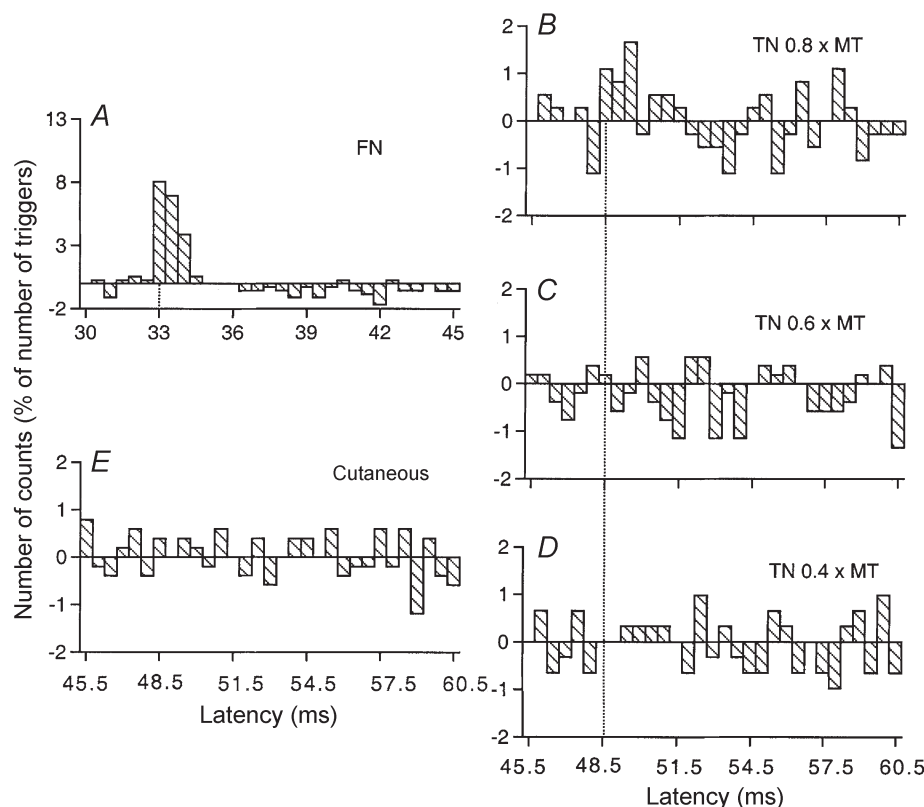 Number of counts (% of number of triggers)
A
FN
13
8
3
-2
30 33 36 39 42 45
E
Cutaneous
2
1
0
-1
-2
45.5 48.5 51.5 54.5 57.5 60.5
Latency (ms)
B
TN 0.8 x MT
2
1
0
-1
-2
C
TN 0.6 x MT
2
1
0
-1
-2
D
TN 0.4 x MT
2
1
0
-1
-2
45.5 48.5 51.5 54.5 57.5 60.5
Latency (ms)